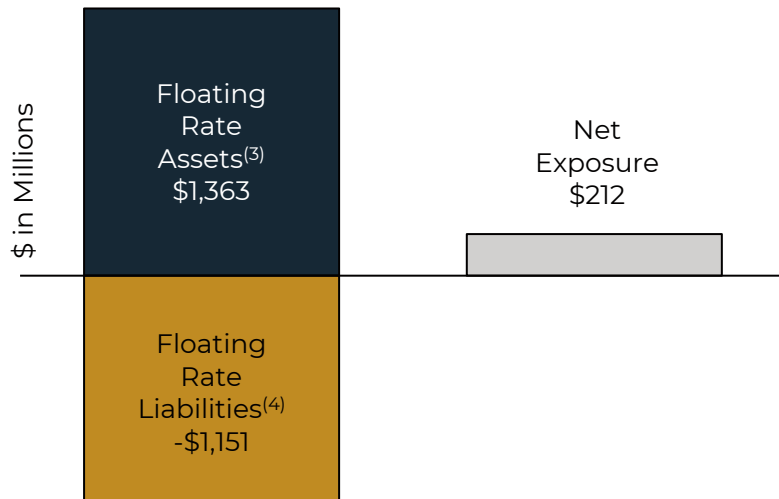 $ in Millions
Floating
Rate
Assets(3)
$1,363
Net
Exposure
$212
Floating
Rate
Liabilities(4)
-$1,151